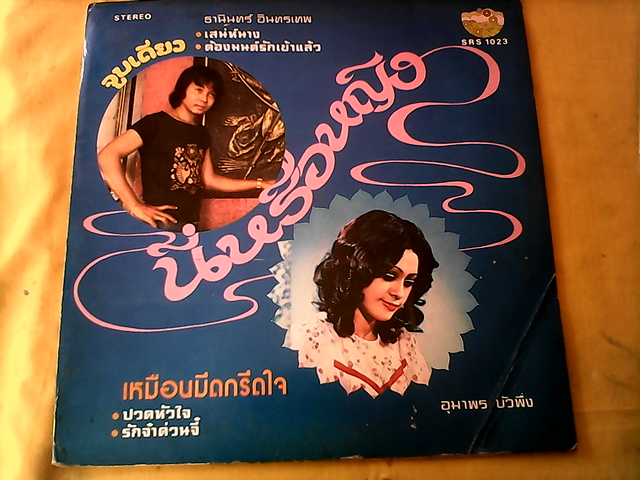 STEREO
ธานินทร์ อินทรเทพ
เสน่ห์นาง
ต้องมนต์รักเข้าแล้ว
SRS 1023
จูบเดียว
นี่หรือหญิง
เหมือนมีดกรีดใจ
ปวดหัวใจ
รักจ๋าด่วนจี๋
อุมาพร บัวพึ่ง